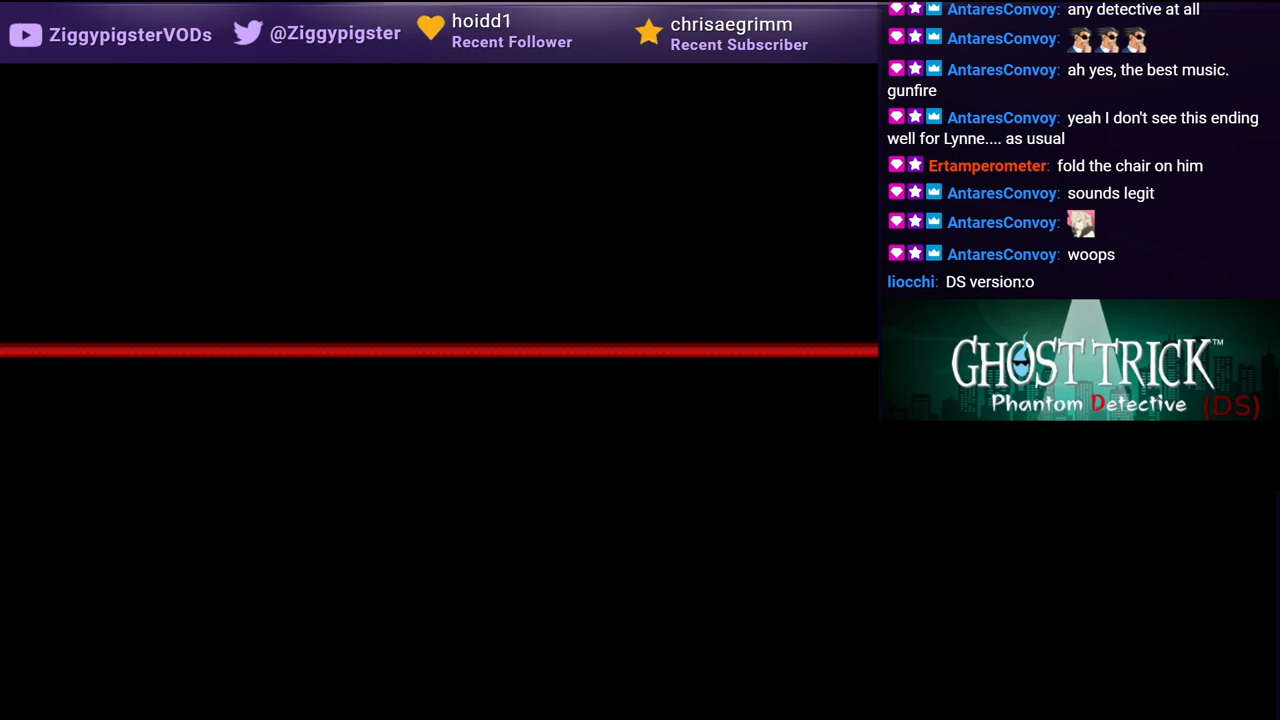 ZiggypigsterVODs
@Ziggypigster
hoidd1
Recent Follower
chrisaegrimm
Recent Subscriber
AntaresConvoy: any detective at all
AntaresConvoy:
AntaresConvoy: ah yes, the best music.
gunfire
AntaresConvoy: yeah I don't see this ending
well for Lynne.... as usual
Ertamperometer: fold the chair on him
AntaresConvoy: sounds legit
AntaresConvoy:
AntaresConvoy: woops
liocchi: DS version:o
GHOST TRICK™
Phantom Detective (DS)